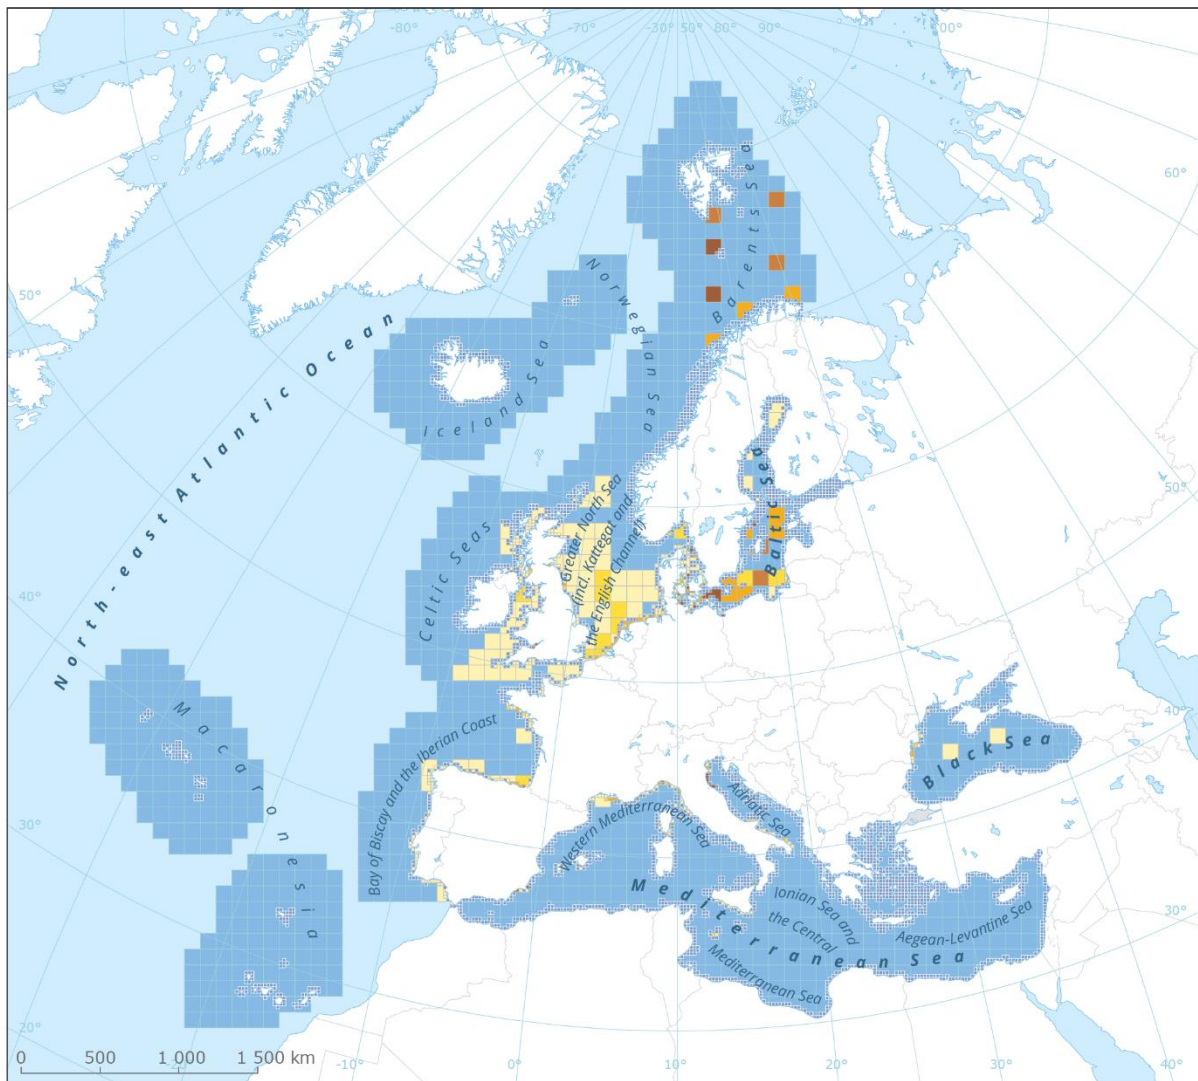 -80°
-70°
-30°
50°
80°
90°
60°
50°
50°
40°
40°
30°
30°
20°
-10°
0°
10°
20°
30°
40°
Barents Sea
Norwegian Sea
Iceland Sea
North-east Atlantic Ocean
Celtic Seas
Greater North Sea
(incl. Kattegat and
the English Channel)
Baltic Sea
Macaronesia
Bay of Biscay and the Iberian Coast
Black Sea
Adriatic Sea
Western Mediterranean Sea
Mediterranean Sea
Ionian Sea and
the Central
Mediterranean Sea
Aegean-Levantine Sea
0 500 1 000 1 500 km